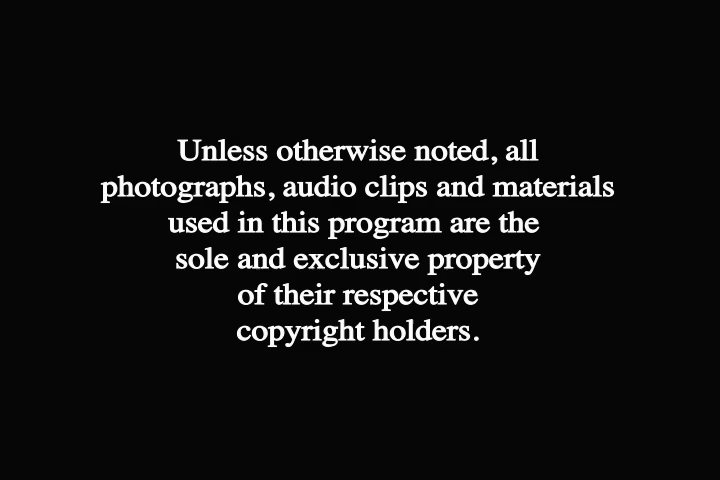 Unless otherwise noted, all
photographs, audio clips and materials
used in this program are the
sole and exclusive property
of their respective
copyright holders.